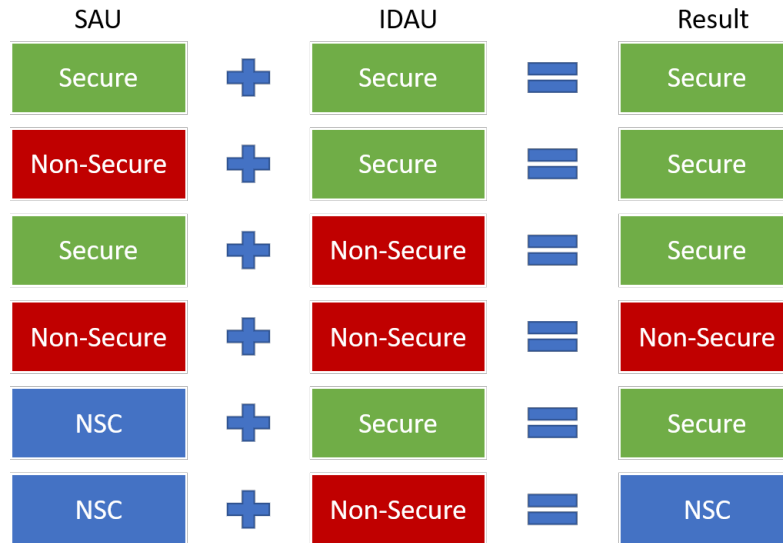 SAU IDAU Result
Secure Secure Secure
Non-Secure Secure Secure
Secure Non-Secure Secure
Non-Secure Non-Secure Non-Secure
NSC Secure Secure
NSC Non-Secure NSC